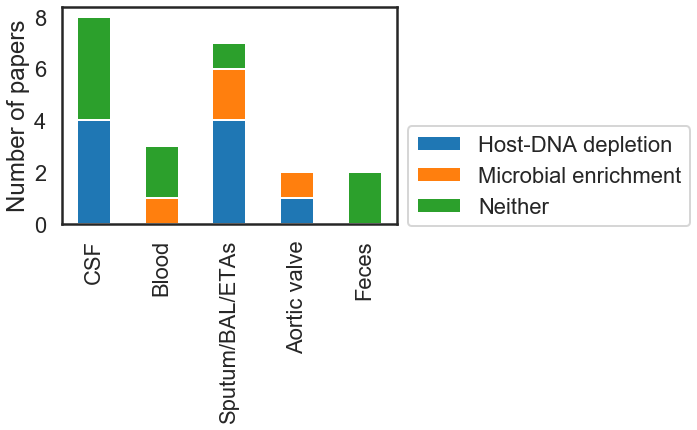 Number of papers
8
6
4
2
0
CSF
Blood
Sputum/BAL/ETAs
Aortic valve
Feces
Host-DNA depletion
Microbial enrichment
Neither